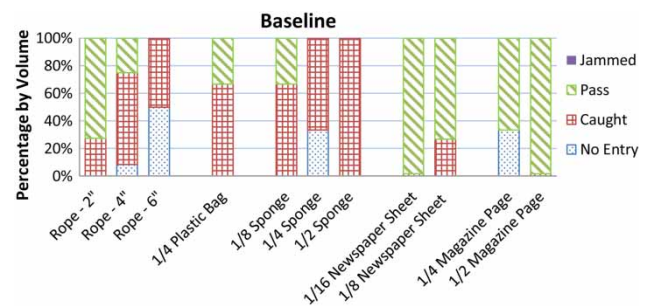 Baseline
Percentage by Volume
100%
80%
60%
40%
20%
0%
Rope - 2"
Rope - 4"
Rope - 6"
1/4 Plastic Bag
1/8 Sponge
1/4 Sponge
1/2 Sponge
1/16 Newspaper Sheet
1/8 Newspaper Sheet
1/4 Magazine Page
1/2 Magazine Page
Jammed
Pass
Caught
No Entry